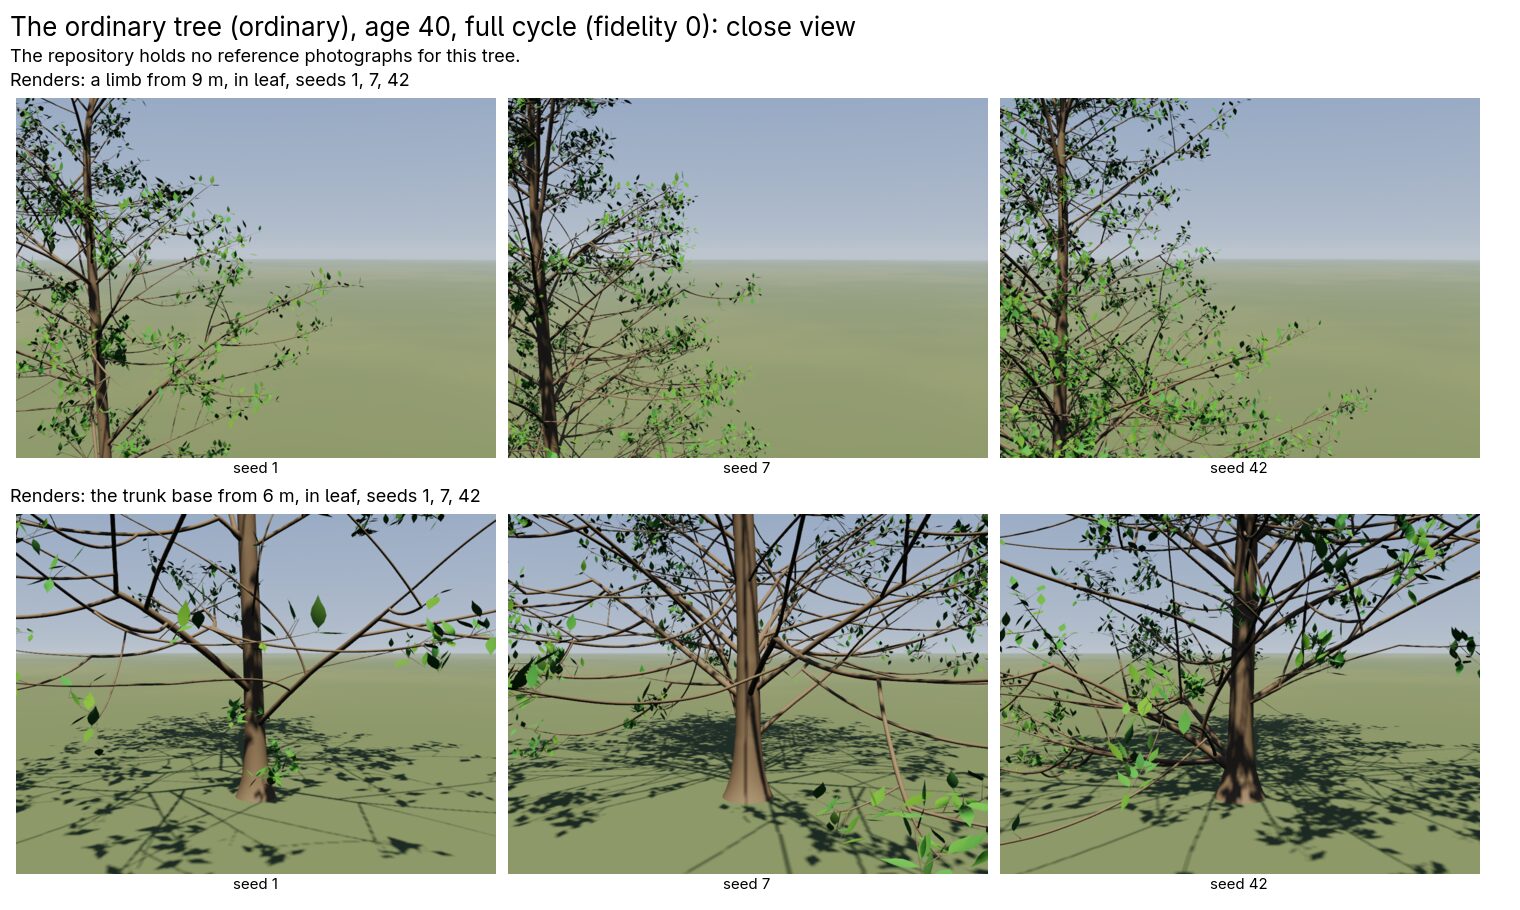 The ordinary tree (ordinary), age 40, full cycle (fidelity 0): close view
The repository holds no reference photographs for this tree.
Renders: a limb from 9 m, in leaf, seeds 1, 7, 42
seed 1
seed 7
seed 42
Renders: the trunk base from 6 m, in leaf, seeds 1, 7, 42
seed 1
seed 7
seed 42